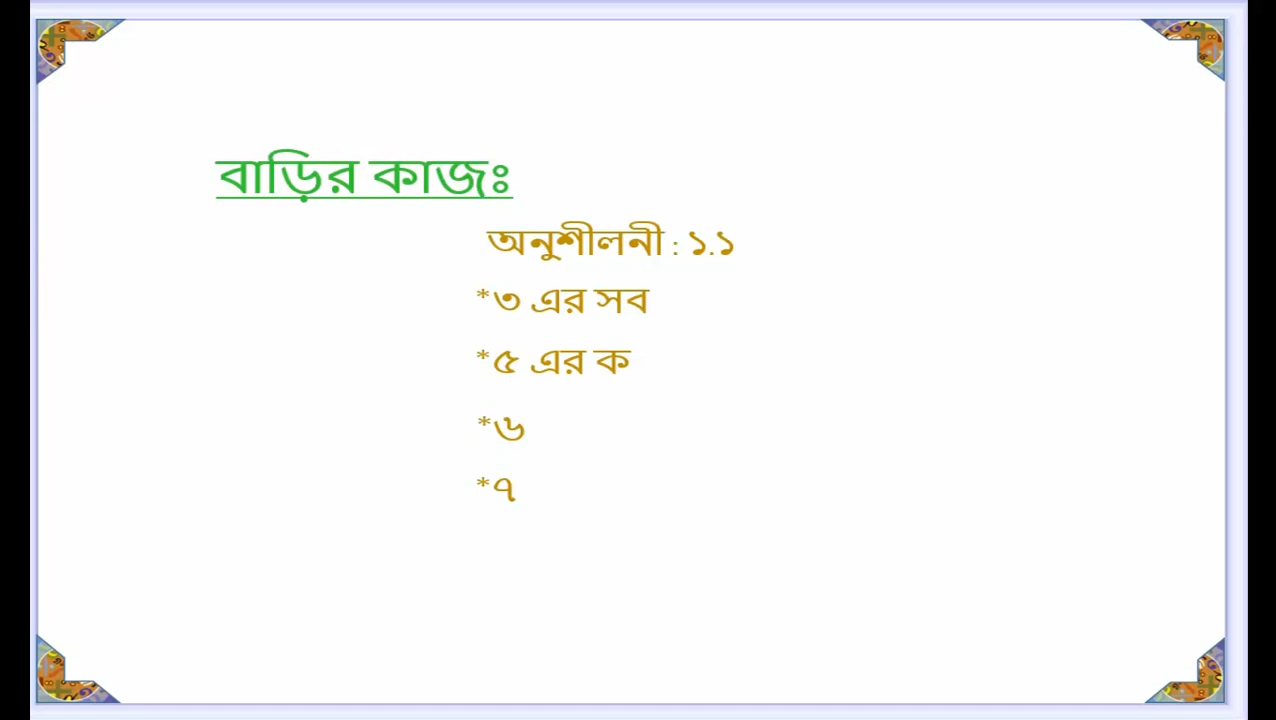 বাড়ির কাজঃ
অনুশীলনী : ১.১
*৩ এর সব
*৫ এর ক
*৬
*৭